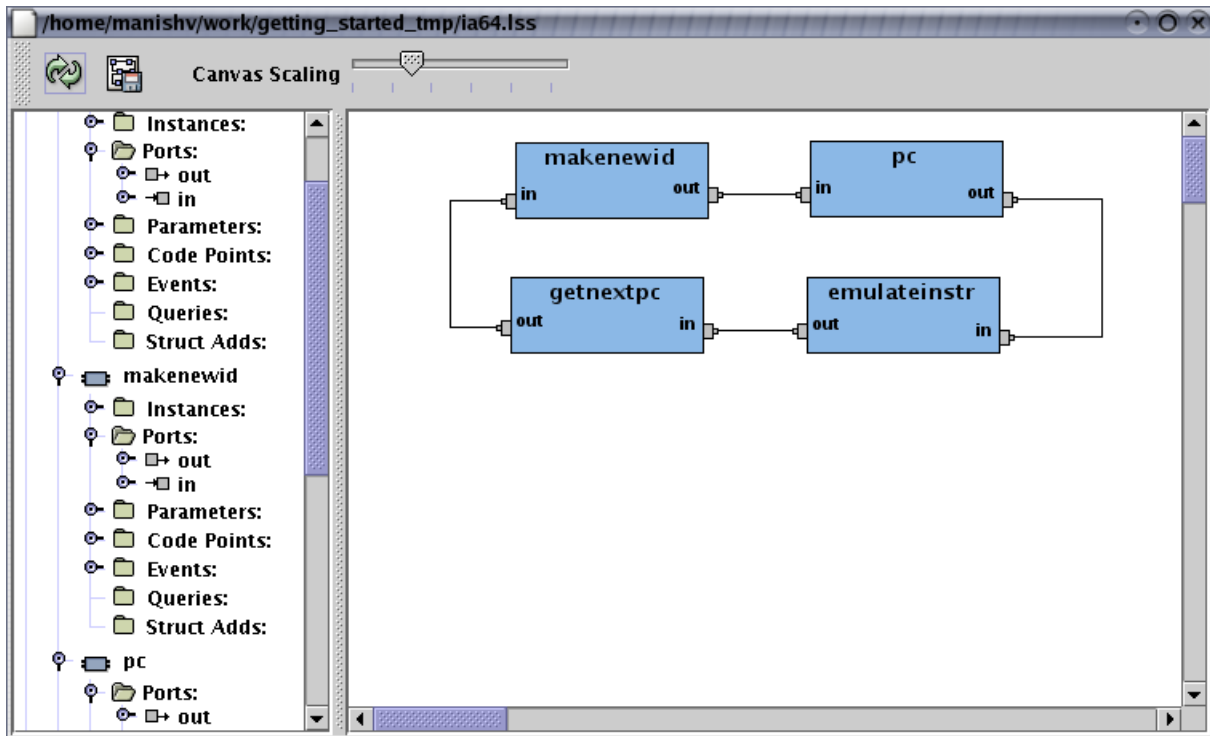 /home/manishv/work/getting_started_tmp/ia64.lss
Canvas Scaling
Instances:
Ports:
out
in
Parameters:
Code Points:
Events:
Queries:
Struct Adds:
makenewid
Instances:
Ports:
out
in
Parameters:
Code Points:
Events:
Queries:
Struct Adds:
pc
Ports:
out
makenewid
in
out
pc
in
out
getnextpc
out
in
emulateinstr
out
in